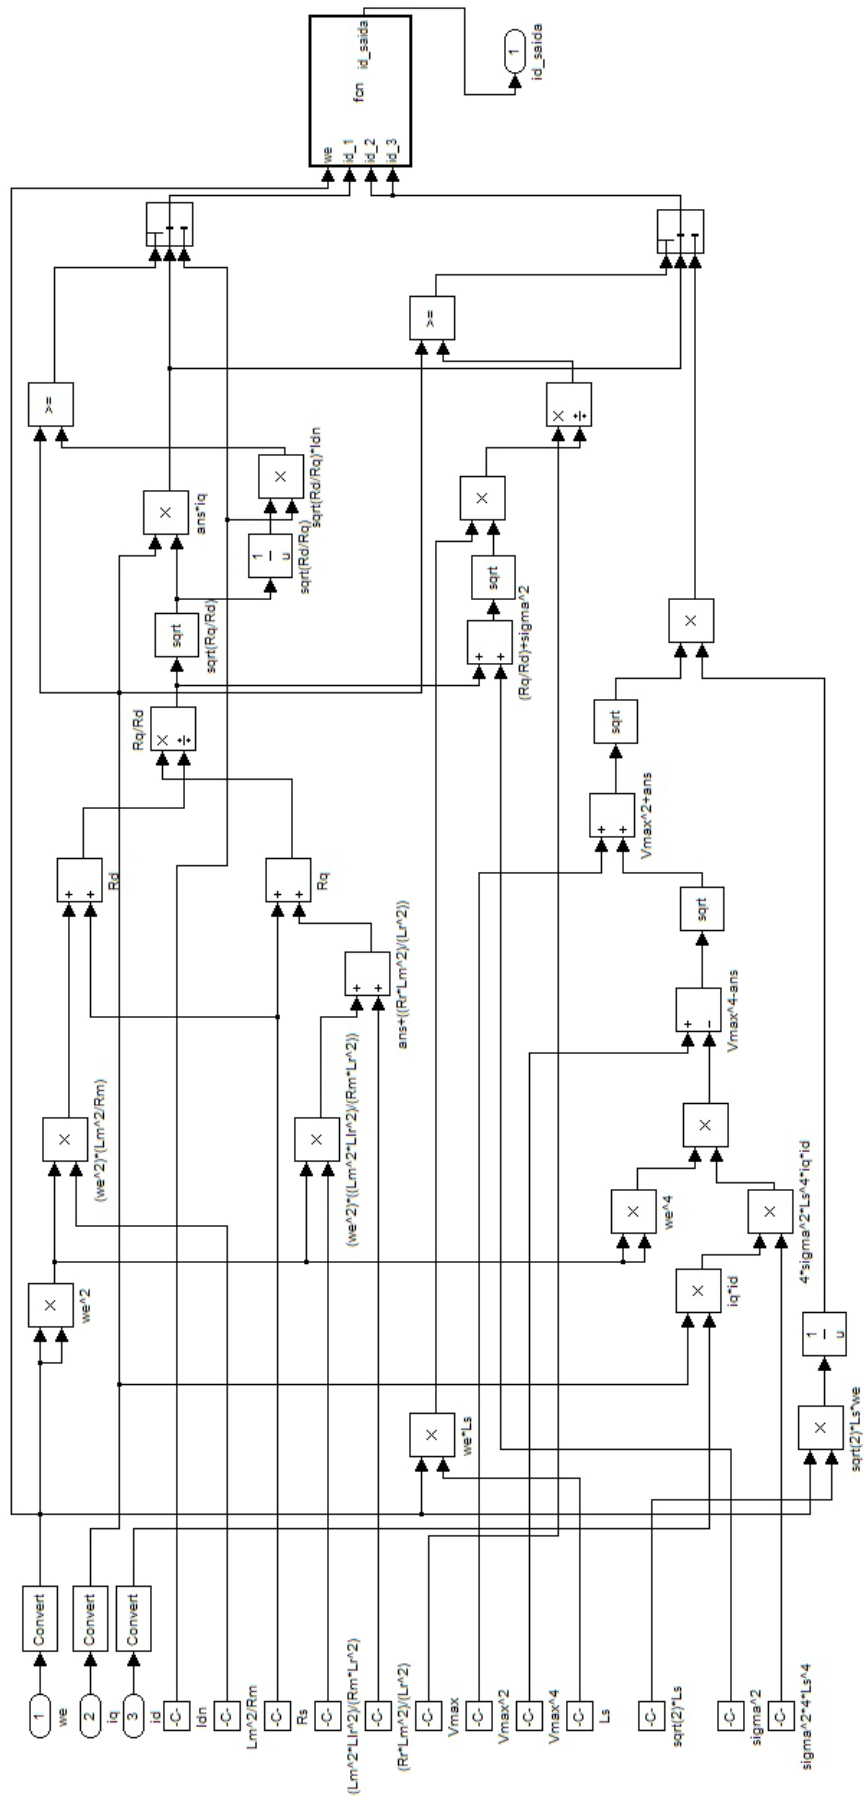 1
we
2
iq
3
id
-C-
Idn
-C-
Lm^2/Rm
-C-
Rs
-C-
(Lm^2*Llr^2)/(Rm*Lr^2)
-C-
(Rr*Lm^2)/(Lr^2)
-C-
Vmax
-C-
Vmax^2
-C-
Vmax^4
-C-
Ls
-C-
sqrt(2)*Ls
-C-
sigma^2
-C-
sigma^2*4*Ls^4
Convert
Convert
Convert
×
we^2
×
we*Ls
×
sqrt(2)*Ls*we
1
u
×
iq*id
×
(we^2)*(Lm^2/Rm)
×
(we^2)*((Lm^2*Llr^2)/(Rm*Lr^2))
×
we^4
×
4*sigma^2*Ls^4*iq*id
×
+
+
ans+((Rr*Lm^2)/(Lr^2))
+
-
Vmax^4-ans
+
+
Rd
+
+
Rq
sqrt
+
+
Vmax^2+ans
×
÷
Rq/Rd
sqrt
sqrt(Rq/Rd)
+
+
(Rq/Rd)+sigma^2
sqrt
×
1
u
sqrt(Rd/Rq)
sqrt
×
ans*iq
×
sqrt(Rd/Rq)*Idn
×
>=
×
÷
>=
we
id_1
id_2
id_3
fcn
id_saida
1
id_saida